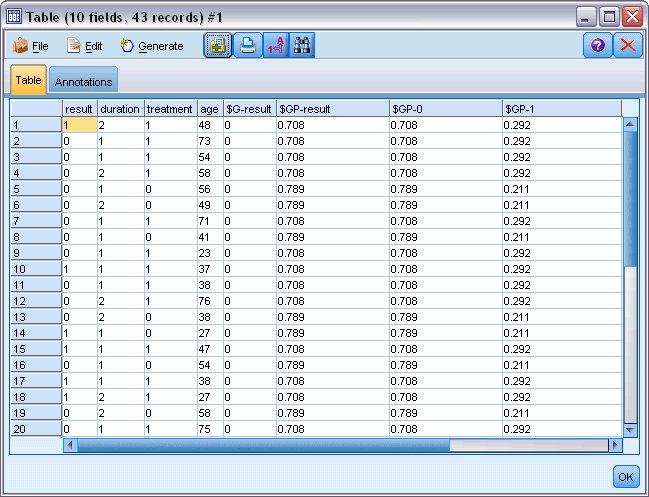 Table (10 fields, 43 records) #1
File Edit Generate
Table Annotations
result duration treatment age $G-result $GP-result $GP-0 $GP-1
1 1 2 1 48 0 0.708 0.708 0.292
2 0 1 1 73 0 0.708 0.708 0.292
3 0 1 1 54 0 0.708 0.708 0.292
4 0 2 1 58 0 0.708 0.708 0.292
5 0 1 0 56 0 0.789 0.789 0.211
6 0 2 0 49 0 0.789 0.789 0.211
7 0 1 1 71 0 0.708 0.708 0.292
8 0 1 0 41 0 0.789 0.789 0.211
9 0 1 1 23 0 0.708 0.708 0.292
10 1 1 1 37 0 0.708 0.708 0.292
11 0 1 1 38 0 0.708 0.708 0.292
12 0 2 1 76 0 0.708 0.708 0.292
13 0 2 0 38 0 0.789 0.789 0.211
14 1 1 0 27 0 0.789 0.789 0.211
15 1 1 1 47 0 0.708 0.708 0.292
16 0 1 0 54 0 0.789 0.789 0.211
17 1 1 1 38 0 0.708 0.708 0.292
18 1 2 1 27 0 0.708 0.708 0.292
19 0 2 0 58 0 0.789 0.789 0.211
20 0 1 1 75 0 0.708 0.708 0.292
OK